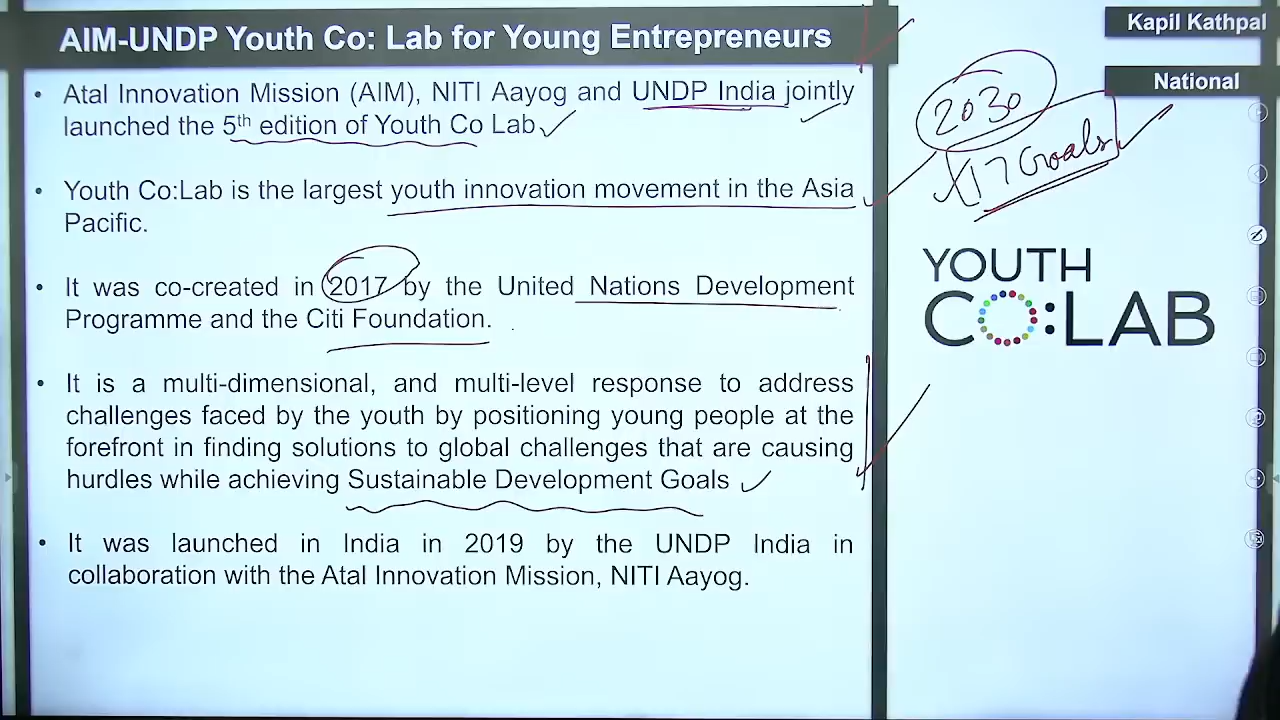 AIM-UNDP Youth Co: Lab for Young Entrepreneurs
Kapil Kathpal
National
• Atal Innovation Mission (AIM), NITI Aayog and UNDP India jointly
launched the 5th edition of Youth Co Lab
• Youth Co:Lab is the largest youth innovation movement in the Asia
Pacific.
• It was co-created in 2017 by the United Nations Development
Programme and the Citi Foundation.
• It is a multi-dimensional, and multi-level response to address
challenges faced by the youth by positioning young people at the
forefront in finding solutions to global challenges that are causing
hurdles while achieving Sustainable Development Goals
• It was launched in India in 2019 by the UNDP India in
collaboration with the Atal Innovation Mission, NITI Aayog.
2030
17 Goals
YOUTH
CO:LAB